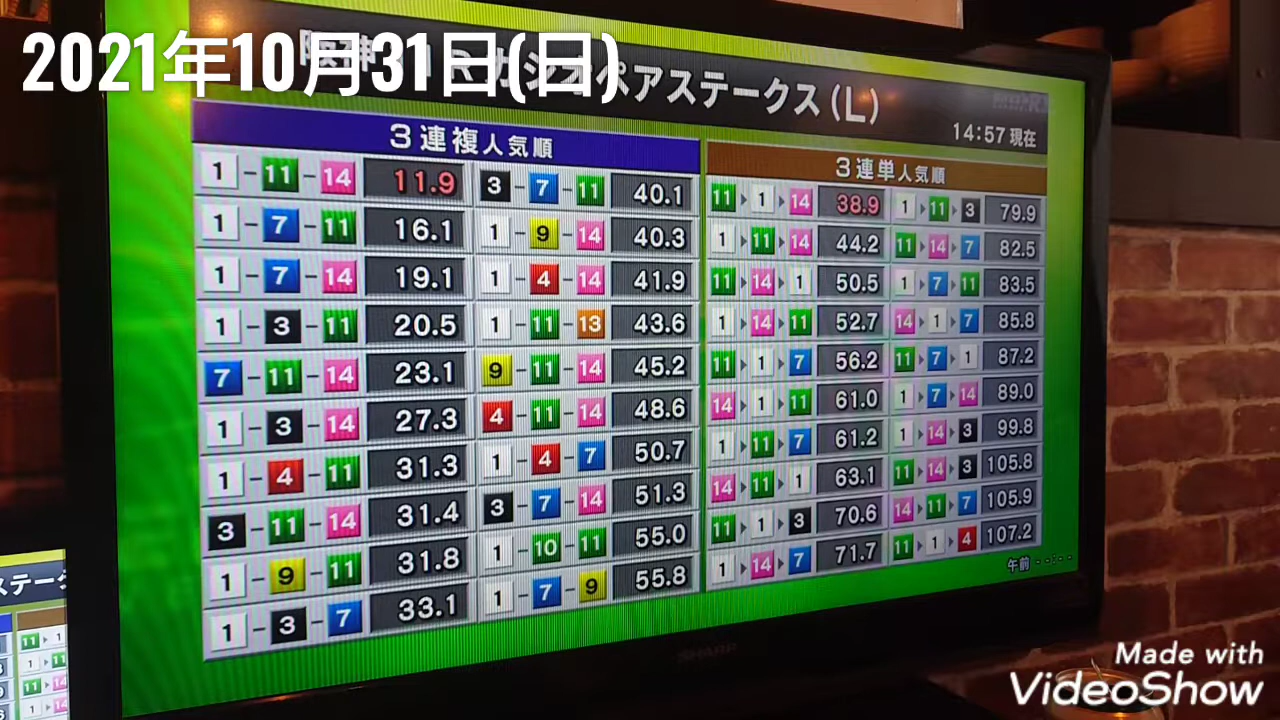 2021年10月31日(日)
阪神 11R カシオペアステークス(L)
14:57 現在
3連複人気順
1-11-14 11.9 3-7-11 40.1
1-7-11 16.1 1-9-14 40.3
1-7-14 19.1 1-4-14 41.9
1-3-11 20.5 1-11-13 43.6
7-11-14 23.1 9-11-14 45.2
1-3-14 27.3 4-11-14 48.6
1-4-11 31.3 1-4-7 50.7
3-11-14 31.4 3-7-14 51.3
1-9-11 31.8 1-10-11 55.0
1-3-7 33.1 1-7-9 55.8
3連単人気順
11▸1▸14 38.9 1▸11▸3 79.9
1▸11▸14 44.2 11▸14▸7 82.5
11▸14▸1 50.5 1▸7▸11 83.5
1▸14▸11 52.7 14▸1▸7 85.8
11▸1▸7 56.2 11▸7▸1 87.2
14▸1▸11 61.0 1▸7▸14 89.0
1▸11▸7 61.2 1▸14▸3 99.8
14▸11▸1 63.1 11▸14▸3 105.8
11▸1▸3 70.6 14▸11▸7 105.9
1▸14▸7 71.7 11▸1▸4 107.2
午前 --:--
SHARP
Made with
VideoShow